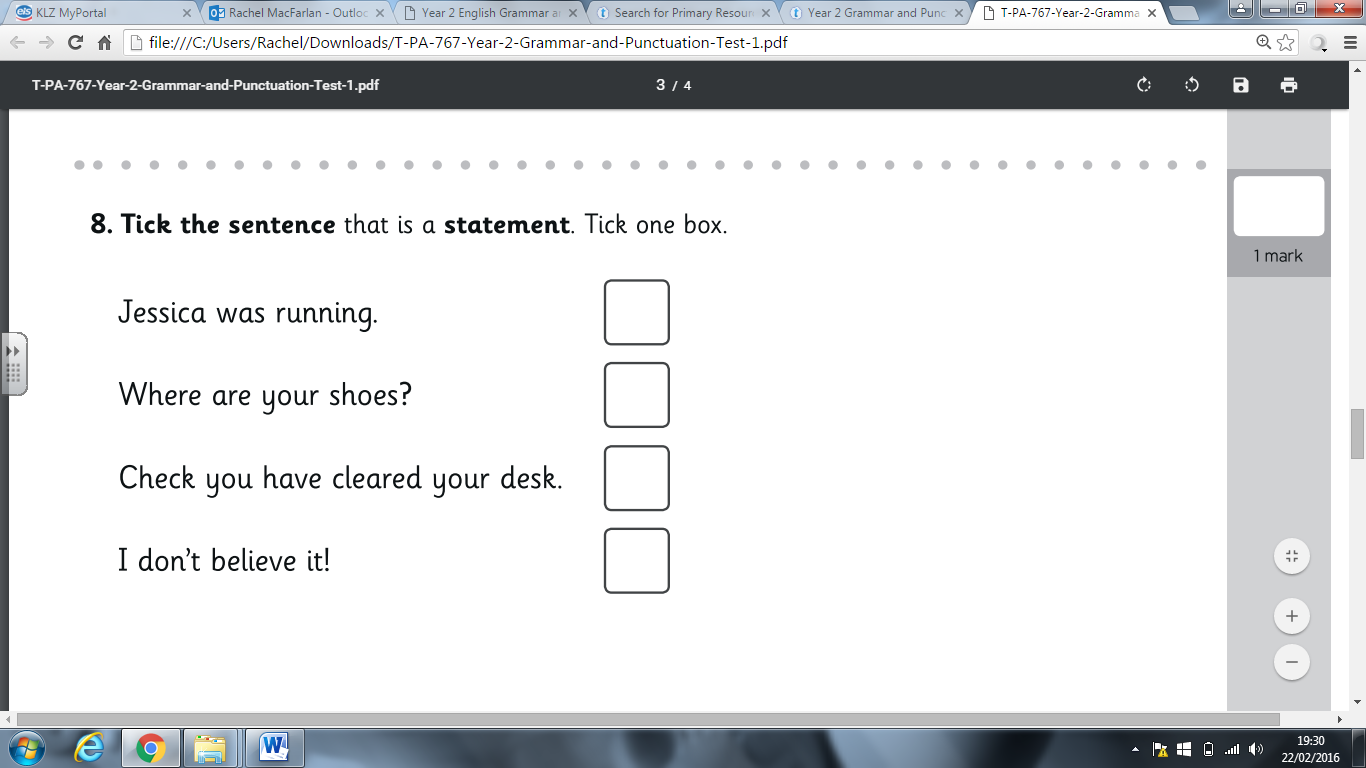 KLZ MyPortal
Rachel MacFarlan - Outloo
Year 2 English Grammar a
Search for Primary Resour
Year 2 Grammar and Punc
T-PA-767-Year-2-Gramma
file:///C:/Users/Rachel/Downloads/T-PA-767-Year-2-Grammar-and-Punctuation-Test-1.pdf
T-PA-767-Year-2-Grammar-and-Punctuation-Test-1.pdf
3 / 4
8. Tick the sentence that is a statement. Tick one box.
1 mark
Jessica was running.
Where are your shoes?
Check you have cleared your desk.
I don't believe it!
19:30
22/02/2016